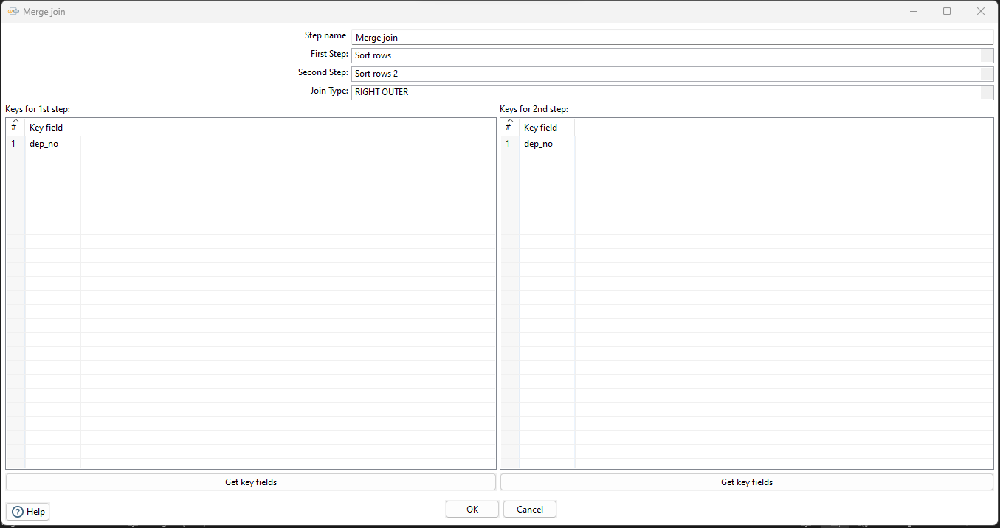 Merge join
Step name Merge join
First Step: Sort rows
Second Step: Sort rows 2
Join Type: RIGHT OUTER
Keys for 1st step: Keys for 2nd step:
# Key field # Key field
1 dep_no 1 dep_no
Get key fields Get key fields
Help OK Cancel